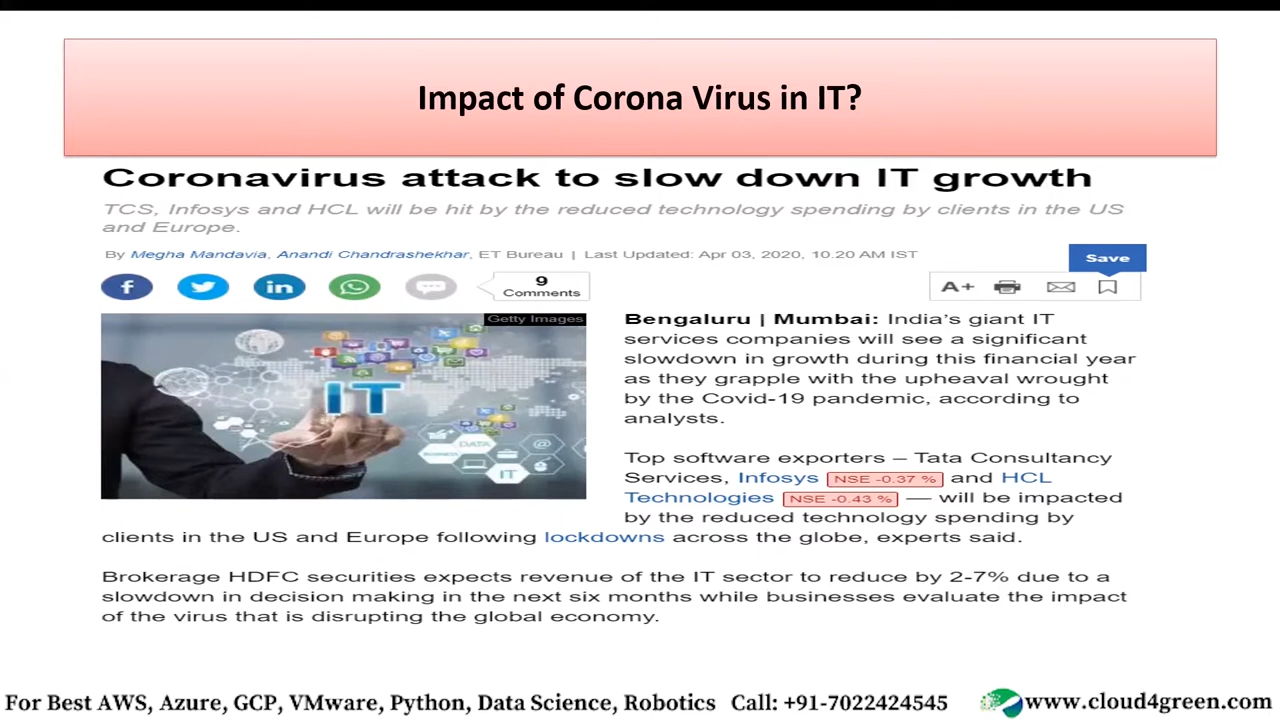 Impact of Corona Virus in IT?
Coronavirus attack to slow down IT growth
TCS, Infosys and HCL will be hit by the reduced technology spending by clients in the US
and Europe.
By Megha Mandavia, Anandi Chandrashekhar, ET Bureau | Last Updated: Apr 03, 2020, 10.20 AM IST
Save
f
in
9
Comments
A+
Getty Images
IT
DATA
BUSINESS
@
IT
Bengaluru | Mumbai: India's giant IT
services companies will see a significant
slowdown in growth during this financial year
as they grapple with the upheaval wrought
by the Covid-19 pandemic, according to
analysts.
Top software exporters – Tata Consultancy
Services, Infosys NSE -0.37 % and HCL
Technologies NSE -0.43 % — will be impacted
by the reduced technology spending by
clients in the US and Europe following lockdowns across the globe, experts said.
Brokerage HDFC securities expects revenue of the IT sector to reduce by 2-7% due to a
slowdown in decision making in the next six months while businesses evaluate the impact
of the virus that is disrupting the global economy.
For Best AWS, Azure, GCP, VMware, Python, Data Science, Robotics Call: +91-7022424545 www.cloud4green.com